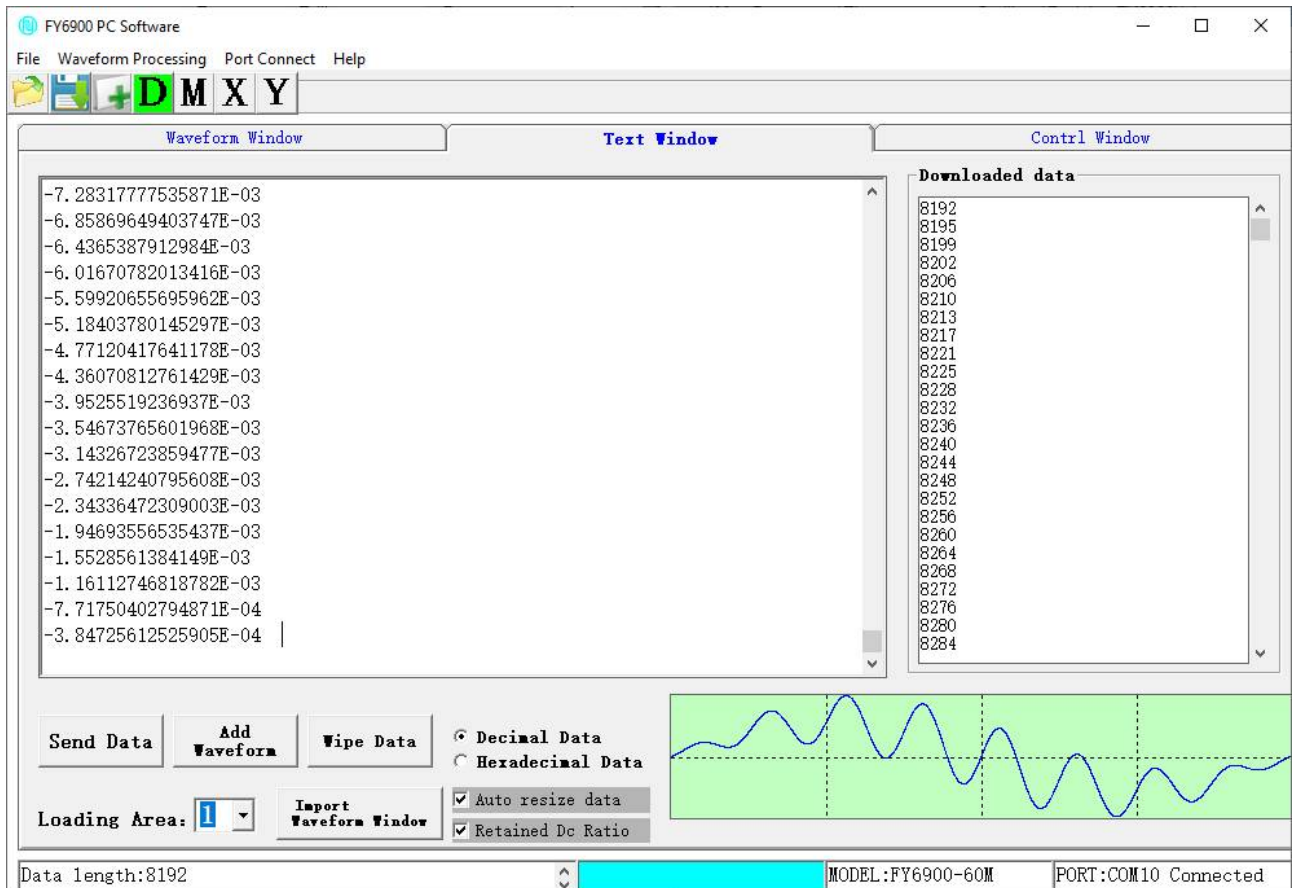 FY6900 PC Software
File Waveform Processing Port Connect Help
D M X Y
Waveform Window
Text Window
Contrl Window
-7.28317777535871E-03
-6.85869649403747E-03
-6.4365387912984E-03
-6.01670782013416E-03
-5.59920655695962E-03
-5.18403780145297E-03
-4.77120417641178E-03
-4.36070812761429E-03
-3.9525519236937E-03
-3.54673765601968E-03
-3.14326723859477E-03
-2.74214240795608E-03
-2.34336472309003E-03
-1.94693556535437E-03
-1.5528561384149E-03
-1.16112746818782E-03
-7.71750402794871E-04
-3.84725612525905E-04
Downloaded data
8192
8195
8199
8202
8206
8210
8213
8217
8221
8225
8228
8232
8236
8240
8244
8248
8252
8256
8260
8264
8268
8272
8276
8280
8284
Send Data
Add
Waveform
Wipe Data
Decimal Data
Hexadecimal Data
Loading Area: 1
Import
Waveform Window
Auto resize data
Retained Dc Ratio
Data length:8192
MODEL:FY6900-60M
PORT:COM10 Connected